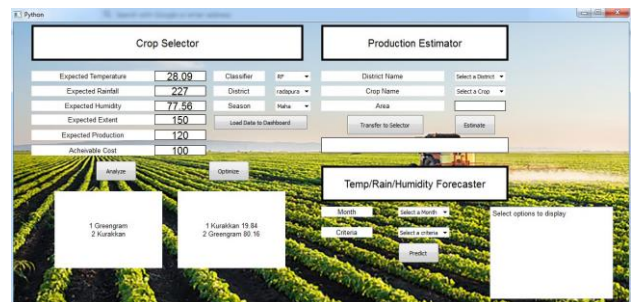 Python
Crop Selector
Production Estimator
Expected Temperature 28.09 Classifier RF
Expected Rainfall 227 District radapura
Expected Humidity 77.56 Season Maha
Expected Extent 150 Load Data to Dashboard
Expected Production 120
Acheivable Cost 100
Analyze Optimize
1 Greengram
2 Kurakkan
1 Kurakkan 19.84
2 Greengram 80.16
District Name Select a District
Crop Name Select a Crop
Area
Transfer to Selector Estimate
Temp/Rain/Humidity Forecaster
Month Select a Month
Criteria Select a criteria
Predict
Select options to display